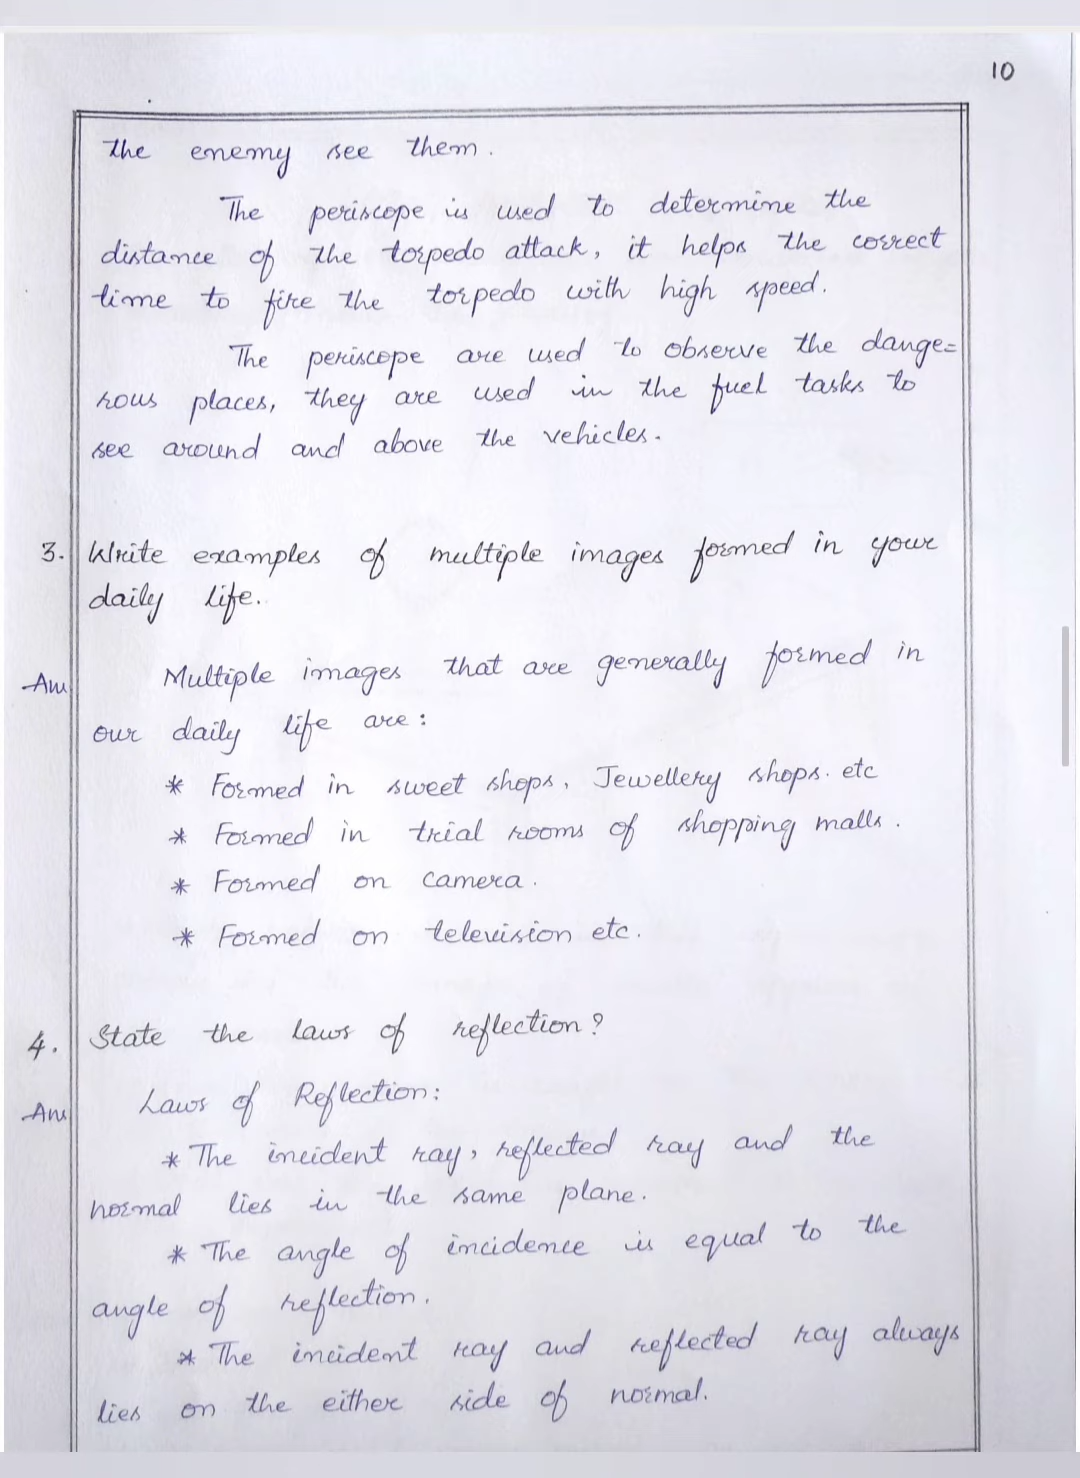 10
the enemy see them.
The periscope is used to determine the
distance of the torpedo attack, it helps the correct
time to fire the torpedo with high speed.
The periscope are used to observe the dange=
rous places, they are used in the fuel tasks to
see around and above the vehicles.
3. Write examples of multiple images formed in your
daily life.
Ans Multiple images that are generally formed in
our daily life are:
* Formed in sweet shops, Jewellery shops. etc
* Formed in trial rooms of shopping malls.
* Formed on camera.
* Formed on television etc.
4. State the laws of reflection?
Ans Laws of Reflection:
* The incident ray, reflected ray and the
normal lies in the same plane.
* The angle of incidence is equal to the
angle of reflection.
* The incident ray and reflected ray always
lies on the either side of normal.